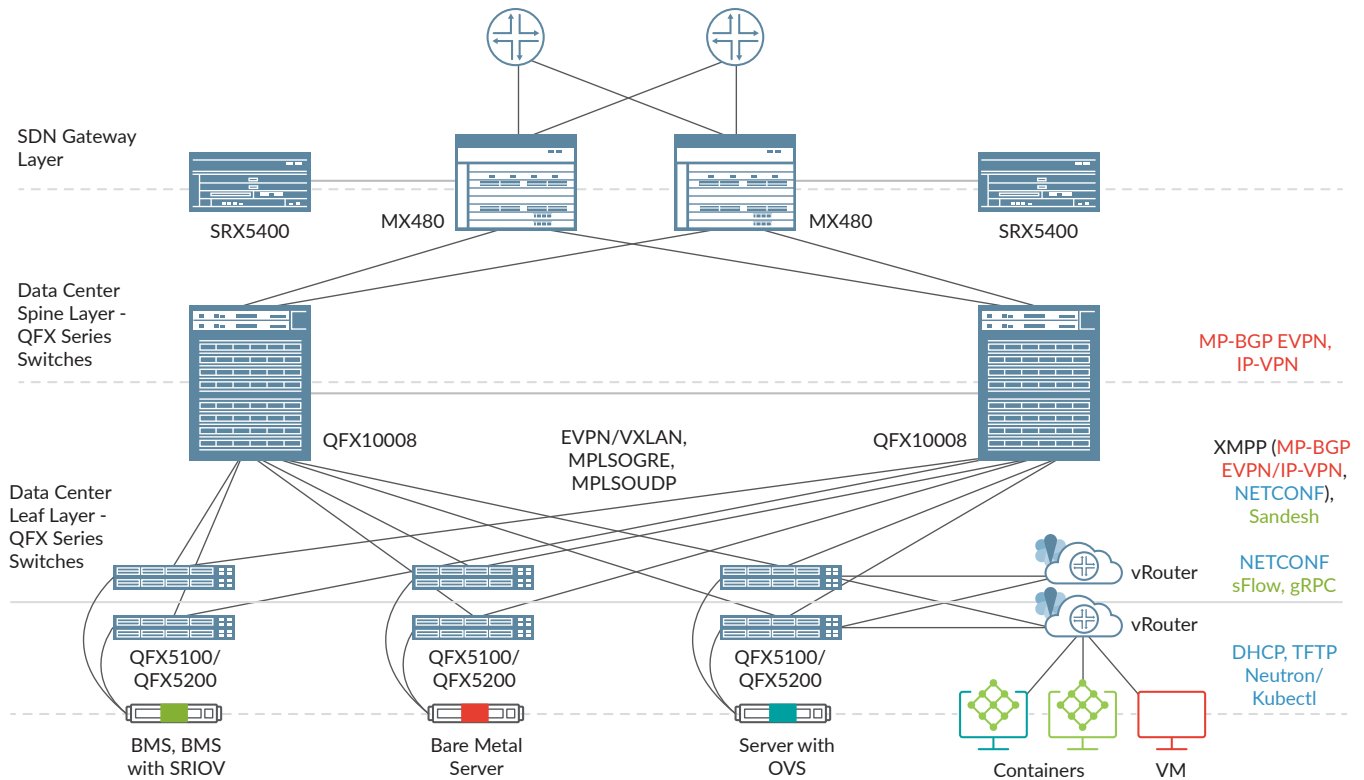 SDN Gateway
Layer
SRX5400
MX480
MX480
SRX5400
Data Center
Spine Layer -
QFX Series
Switches
MP-BGP EVPN,
IP-VPN
QFX10008
EVPN/VXLAN,
MPLSOGRE,
MPLSOUDP
QFX10008
XMPP (MP-BGP
EVPN/IP-VPN,
NETCONF),
Sandesh
Data Center
Leaf Layer -
QFX Series
Switches
vRouter
NETCONF
sFlow, gRPC
vRouter
QFX5100/
QFX5200
QFX5100/
QFX5200
QFX5100/
QFX5200
DHCP, TFTP
Neutron/
Kubectl
BMS, BMS
with SRIOV
Bare Metal
Server
Server with
OVS
Containers
VM